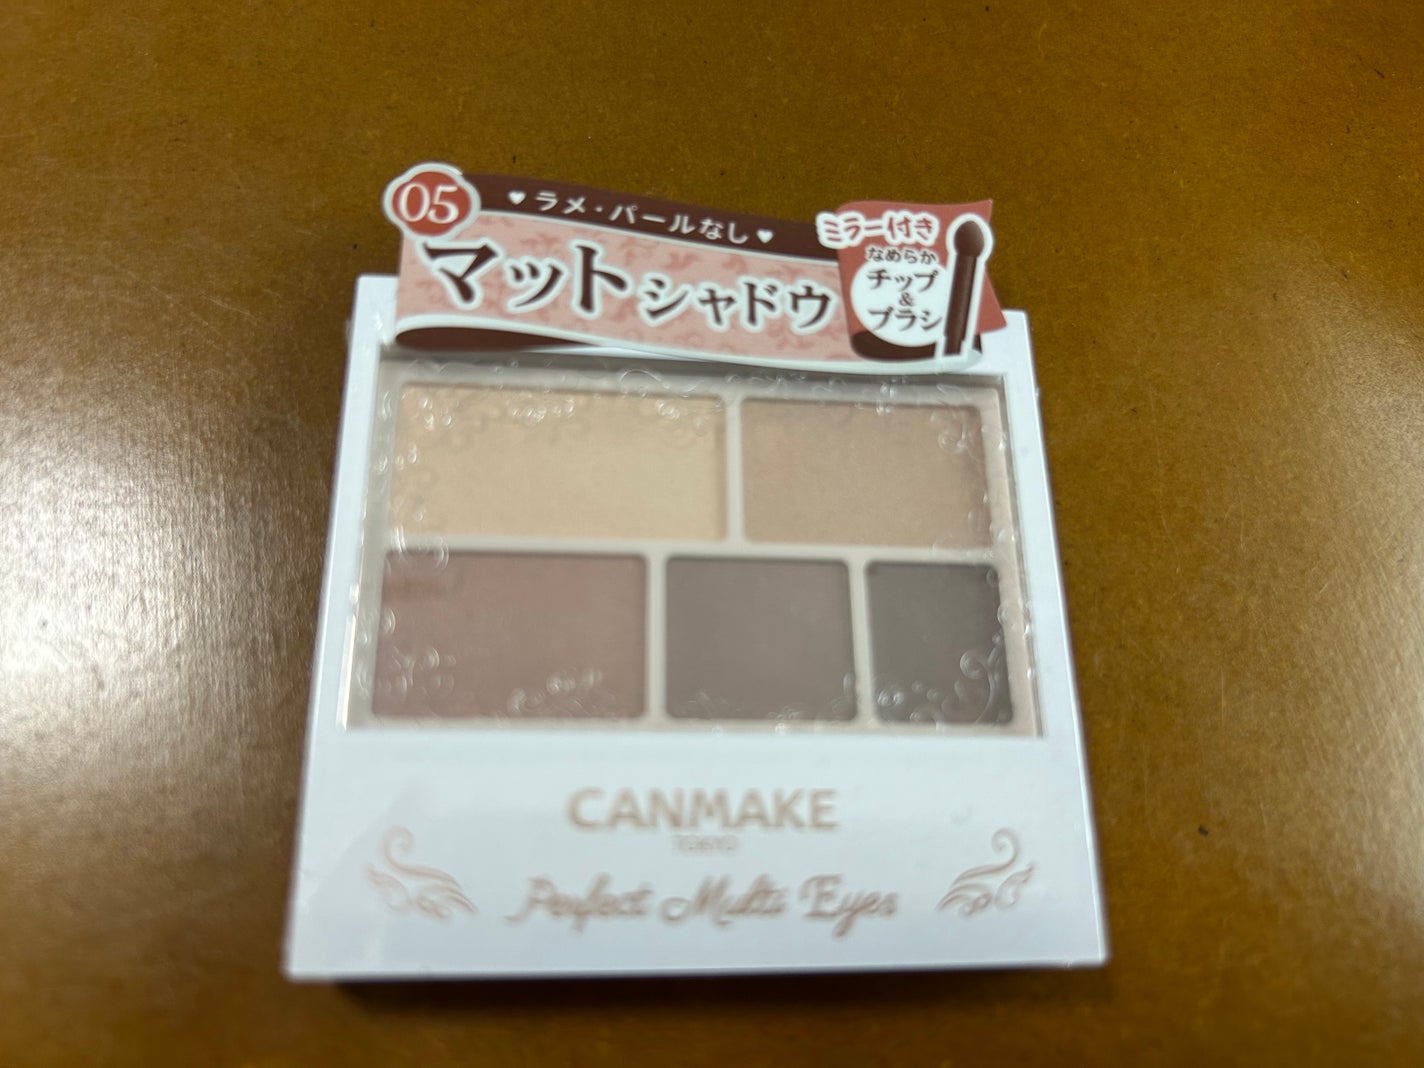 05
♥ラメ・パールなし♥
マットシャドウ
ミラー付き
なめらか
チップ
&
ブラシ
CANMAKE
TOKYO
Perfect Multi Eyes